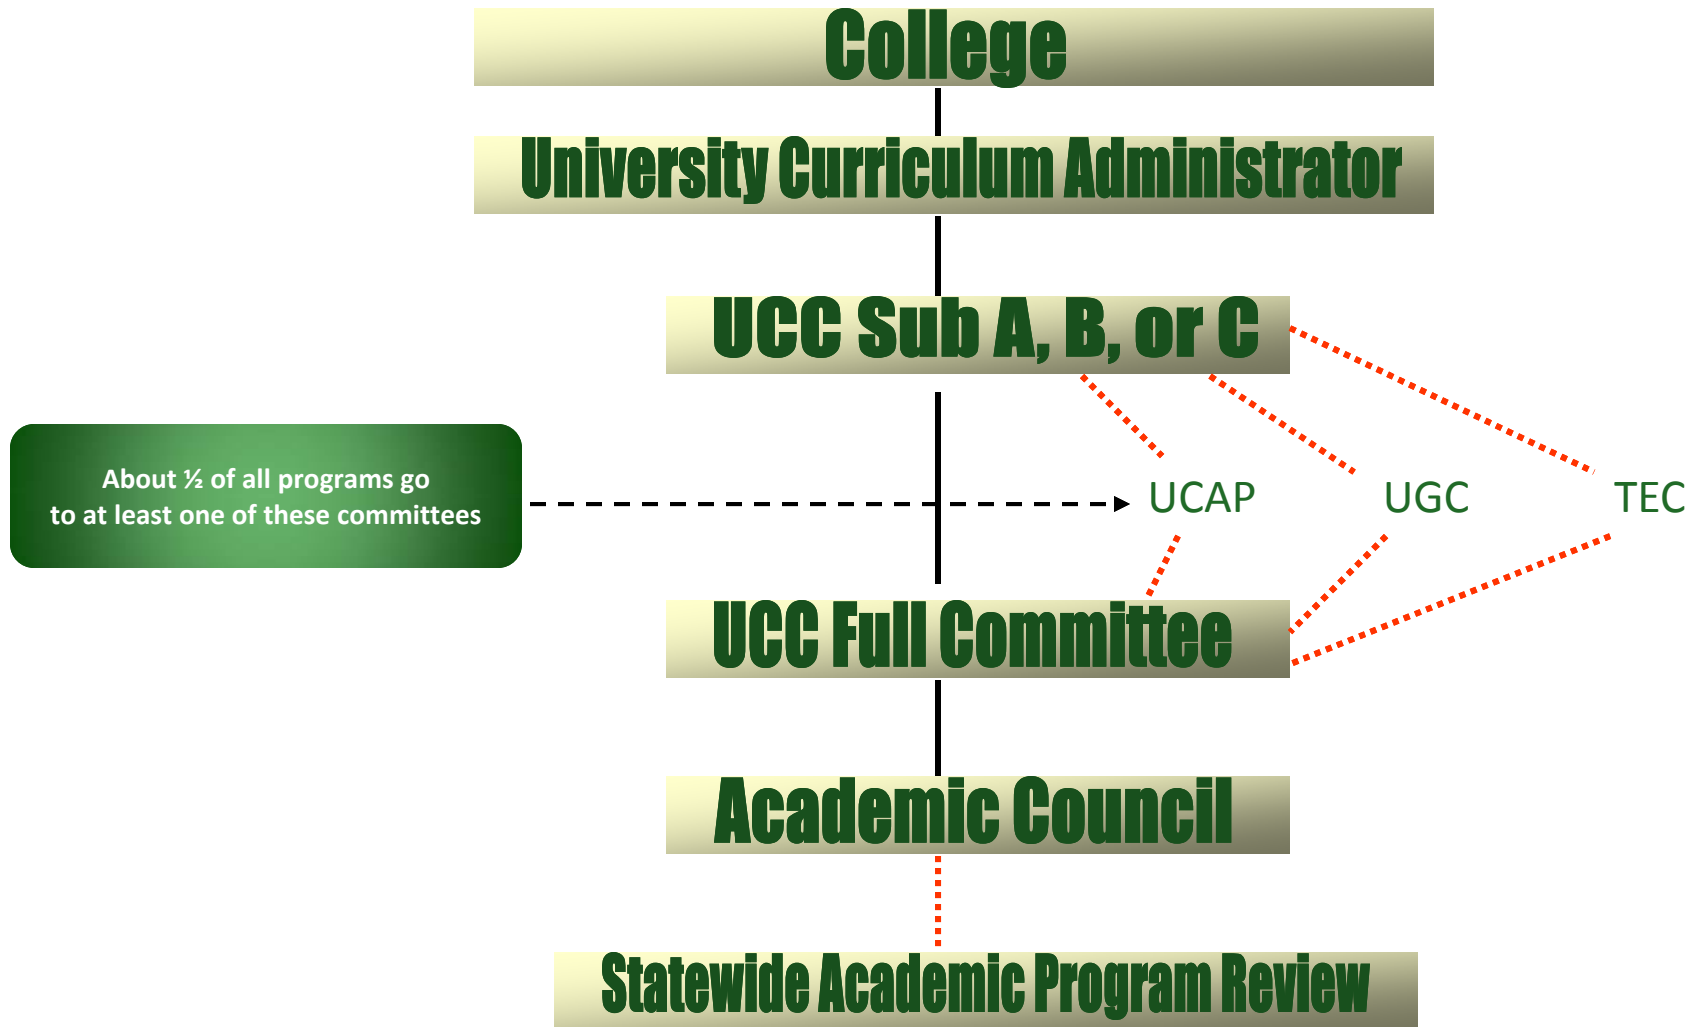 College
University Curriculum Administrator
UCC Sub A, B, or C
About ½ of all programs go
to at least one of these committees
UCAP
UGC
TEC
UCC Full Committee
Academic Council
Statewide Academic Program Review